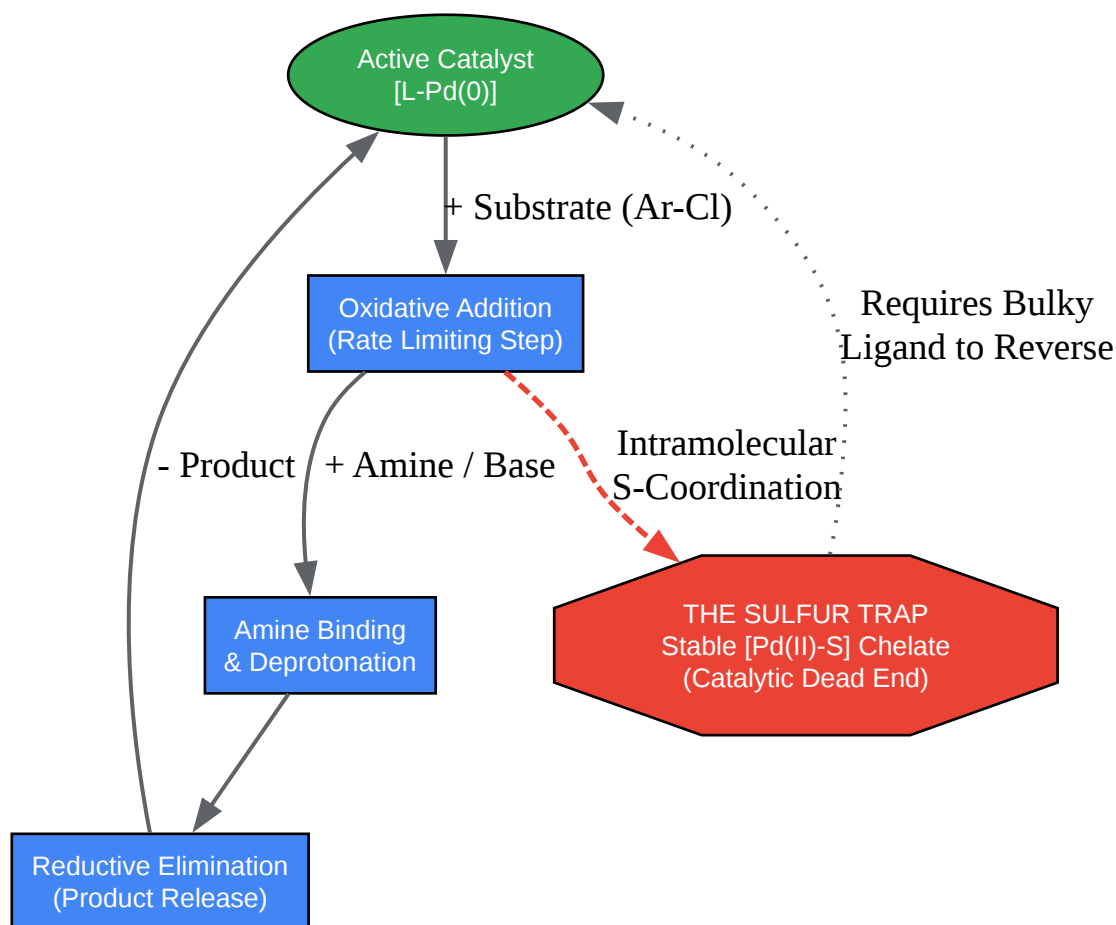 Active Catalyst
[L-Pd(0)]
+ Substrate (Ar-Cl)
Oxidative Addition
(Rate Limiting Step)
Requires Bulky
Ligand to Reverse
Intramolecular
S-Coordination
- Product
+ Amine / Base
Amine Binding
& Deprotonation
THE SULFUR TRAP
Stable [Pd(II)-S] Chelate
(Catalytic Dead End)
Reductive Elimination
(Product Release)